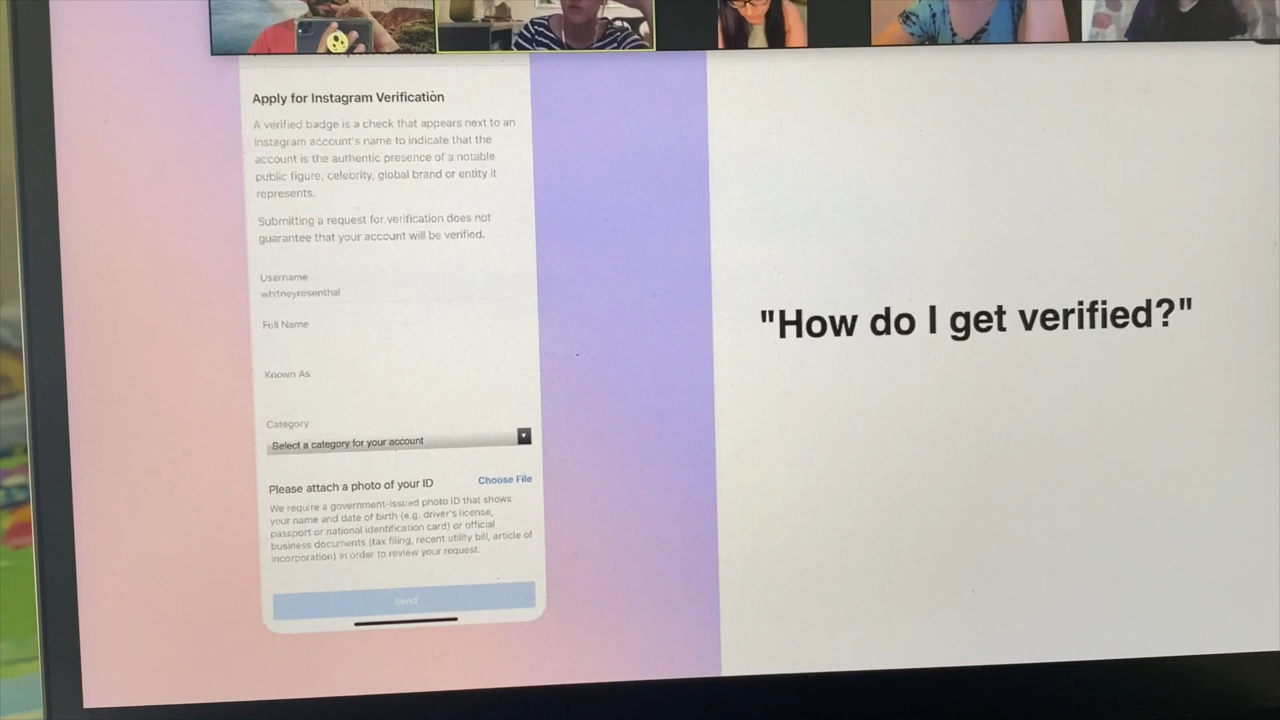 Apply for Instagram Verification
A verified badge is a check that appears next to an
Instagram account's name to indicate that the
account is the authentic presence of a notable
public figure, celebrity, global brand or entity it
represents.
Submitting a request for verification does not
guarantee that your account will be verified.
Username
whitneyrosenthal
Full Name
Known As
Category
Select a category for your account
Please attach a photo of your ID
Choose File
We require a government-issued photo ID that shows
your name and date of birth (e.g. driver's license,
passport or national identification card) or official
business documents (tax filing, recent utility bill, article of
incorporation) in order to review your request.
Send
"How do I get verified?"